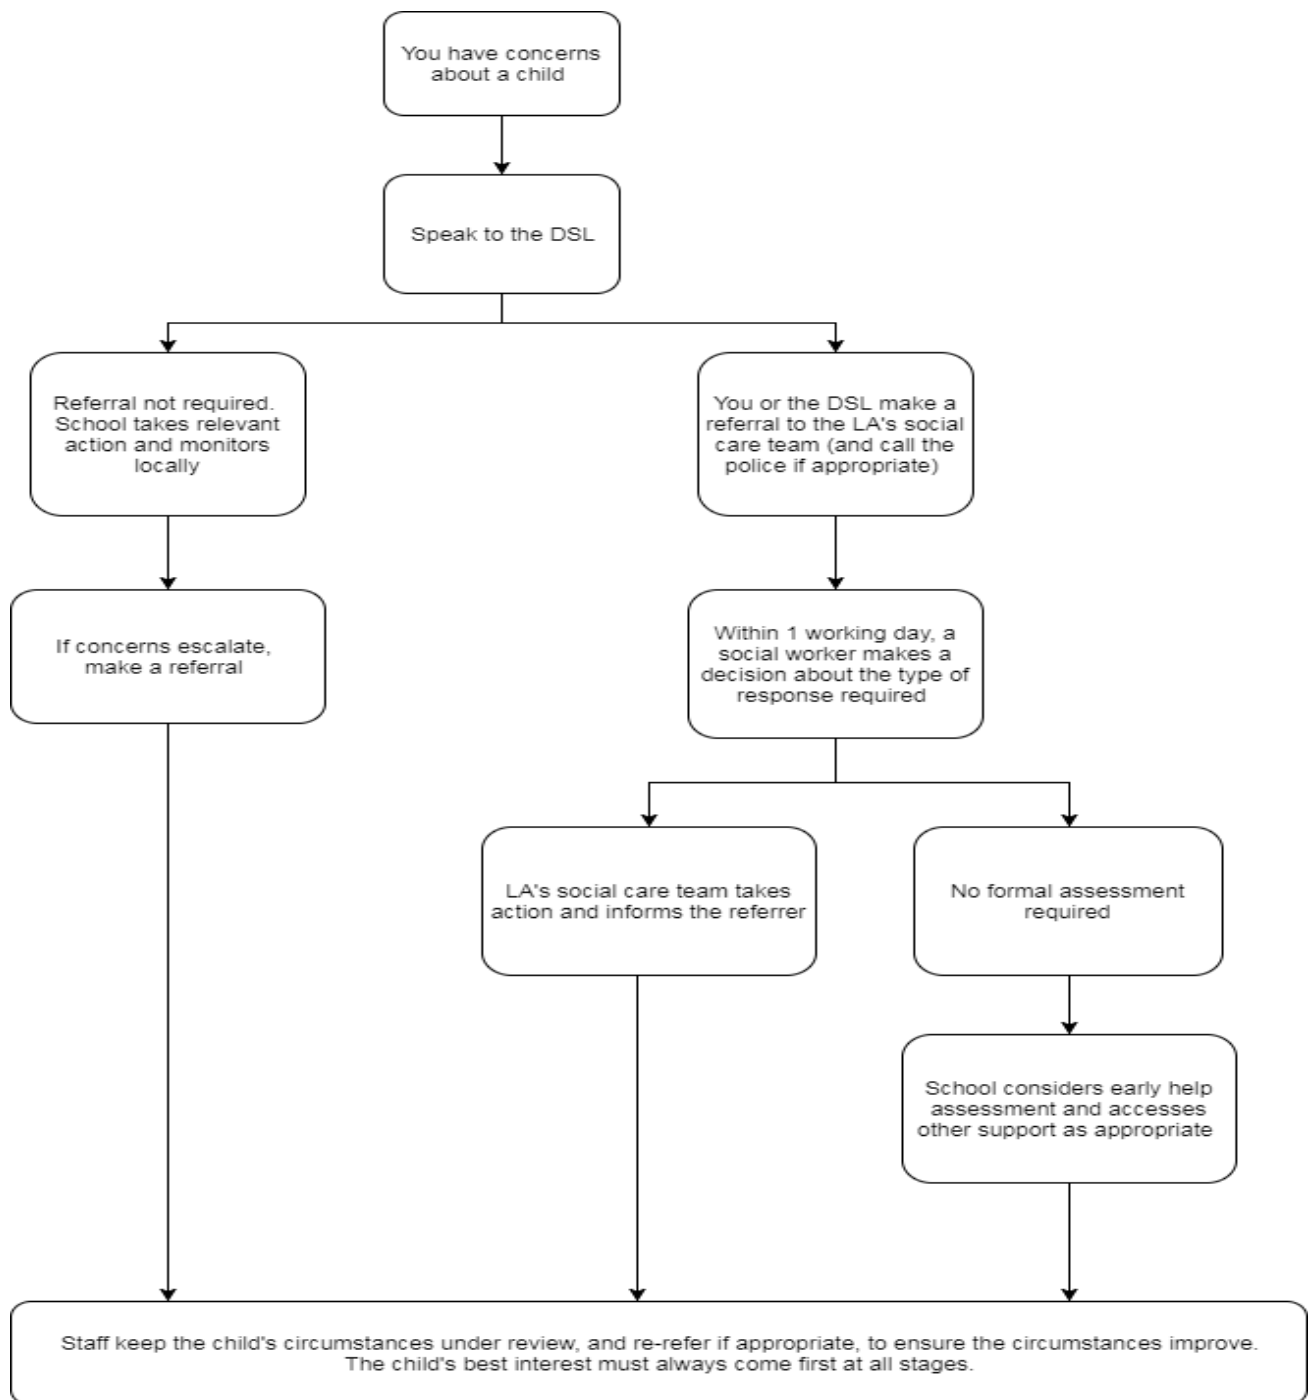 You have concerns
about a child
Speak to the DSL
Referral not required.
School takes relevant
action and monitors
locally
You or the DSL make a
referral to the LA's social
care team (and call the
police if appropriate)
If concerns escalate,
make a referral
Within 1 working day, a
social worker makes a
decision about the type of
response required
LA's social care team takes
action and informs the referrer
No formal assessment
required
School considers early help
assessment and accesses
other support as appropriate
Staff keep the child's circumstances under review, and re-refer if appropriate, to ensure the circumstances improve.
The child's best interest must always come first at all stages.